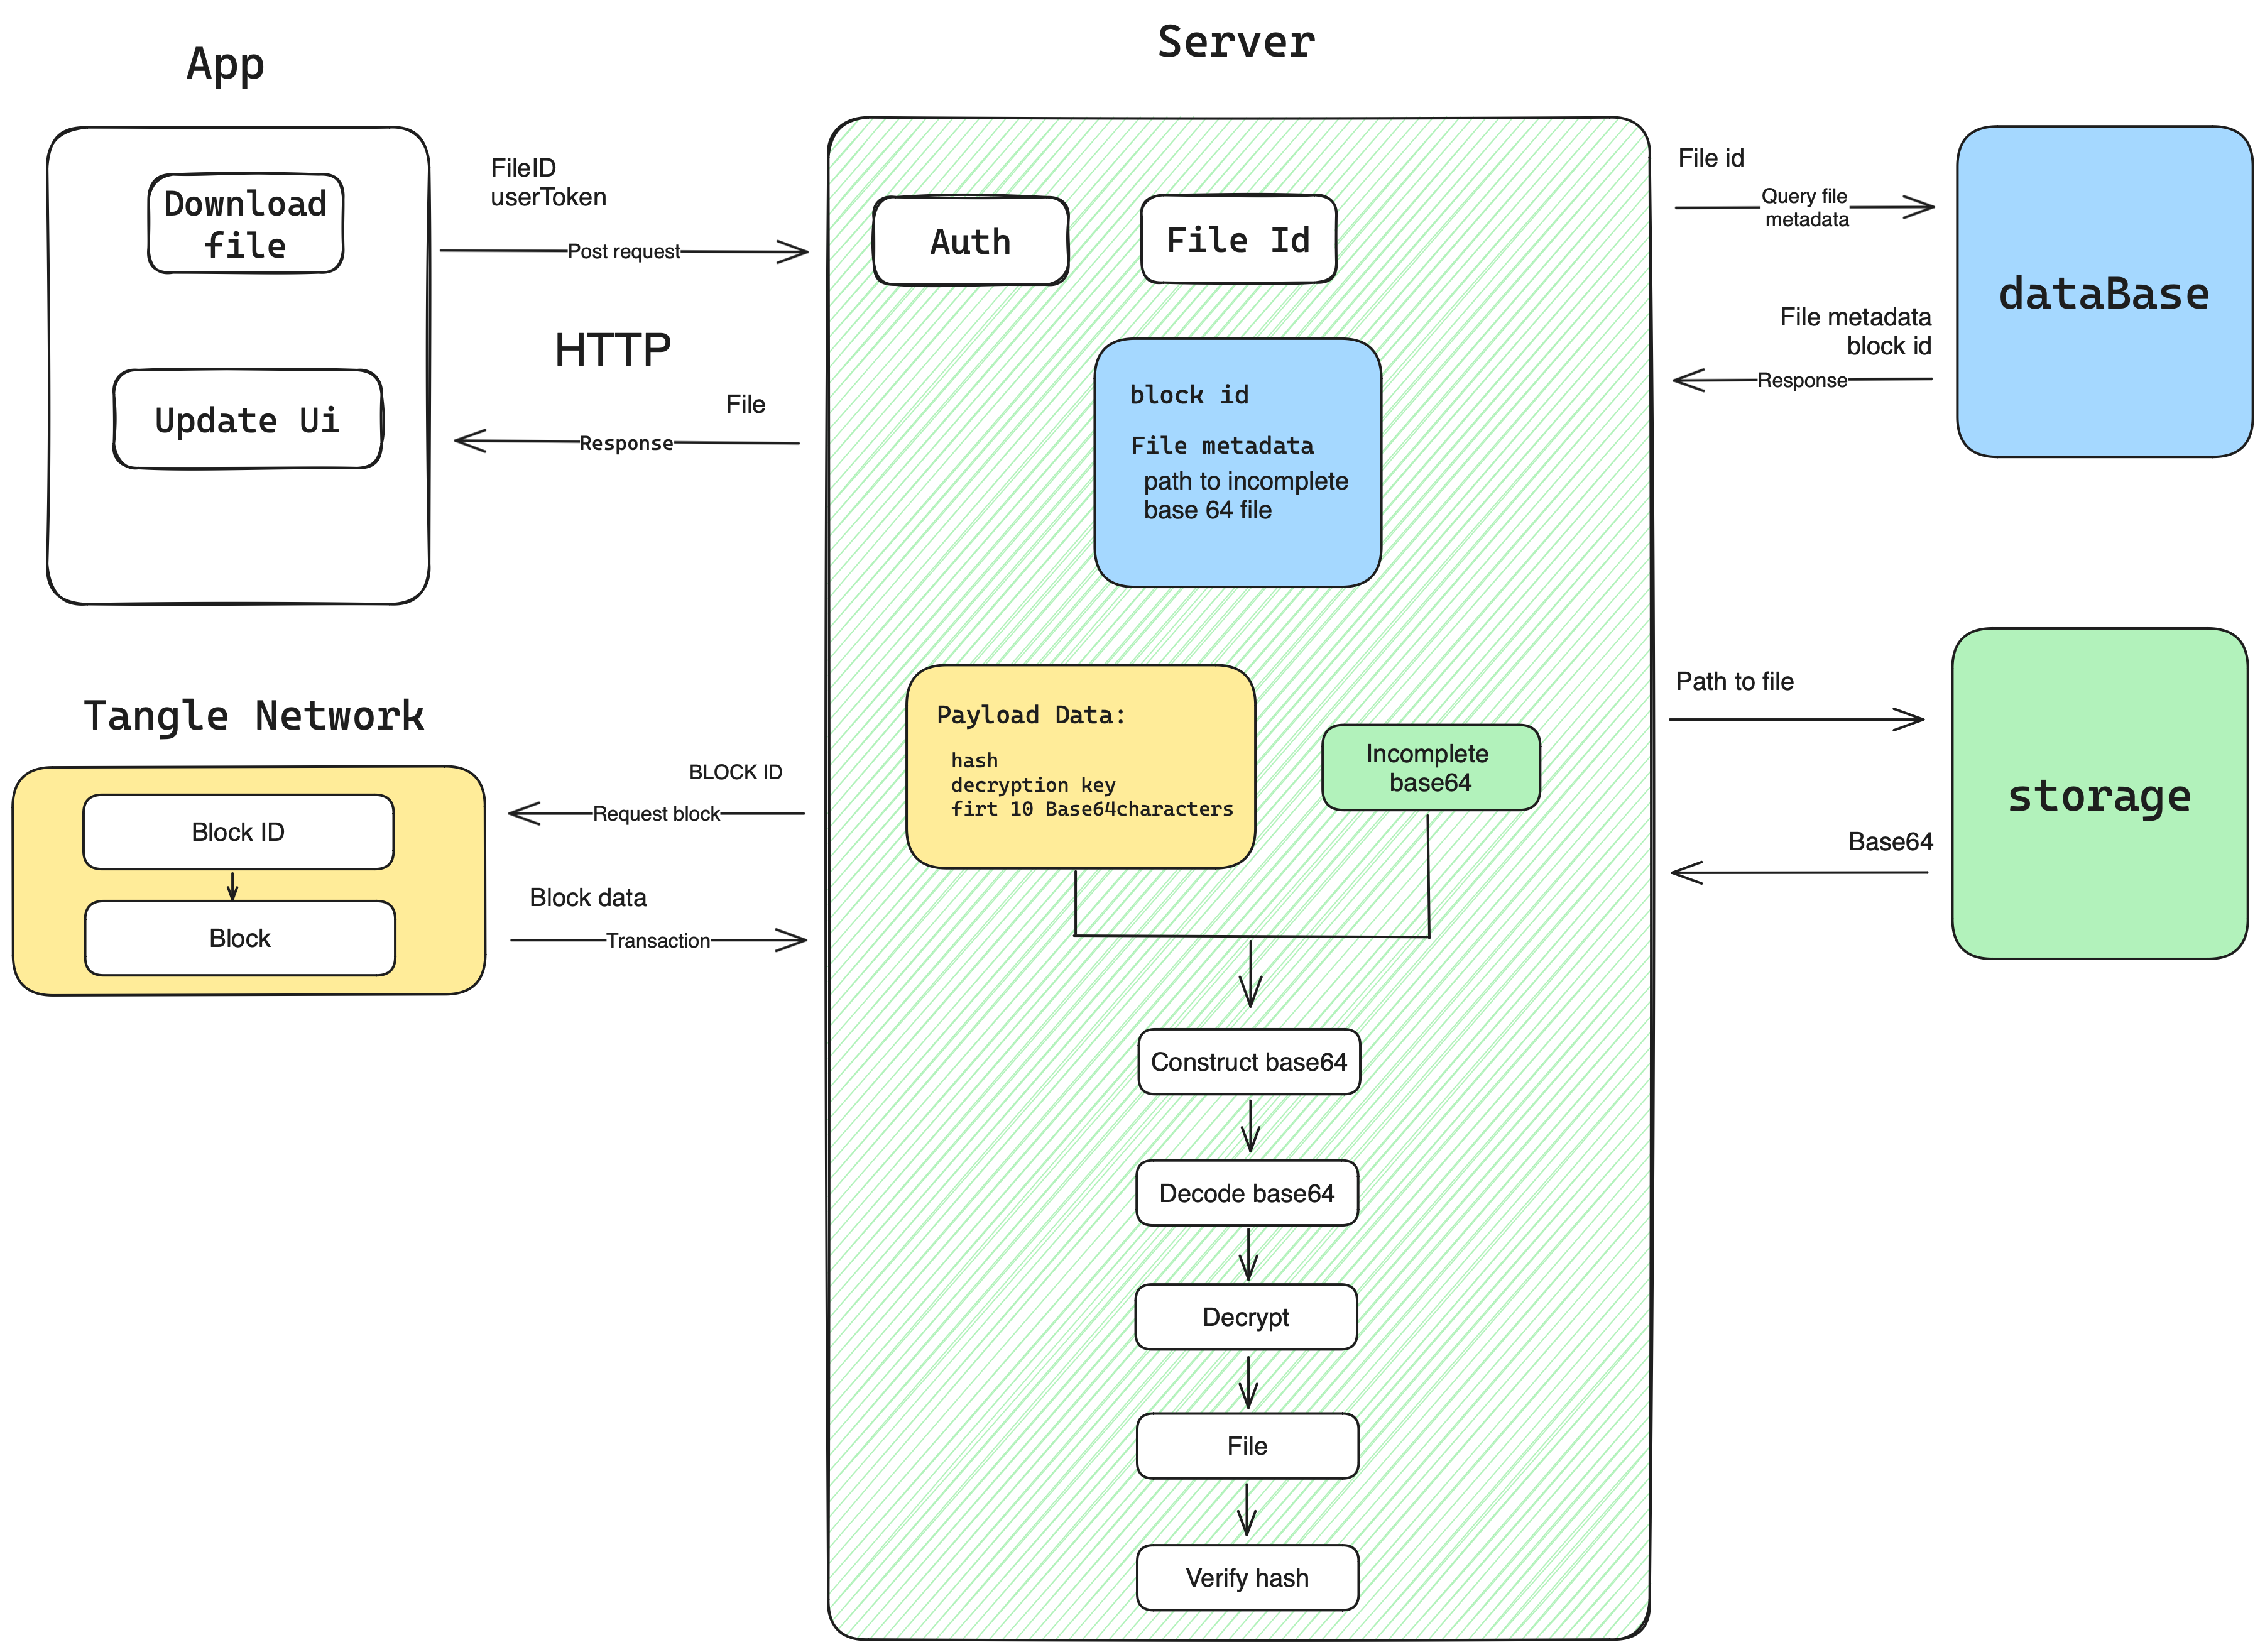 App
Download
file
Update Ui
FileID
userToken
Post request
HTTP
File
Response
Server
Auth
File Id
block id
File metadata
path to incomplete
base 64 file
File id
Query file
metadata
File metadata
block id
Response
dataBase
Tangle Network
Block ID
Block
BLOCK ID
Request block
Block data
Transaction
Payload Data:
hash
decryption key
firt 10 Base64characters
Incomplete
base64
Path to file
Base64
storage
Construct base64
Decode base64
Decrypt
File
Verify hash